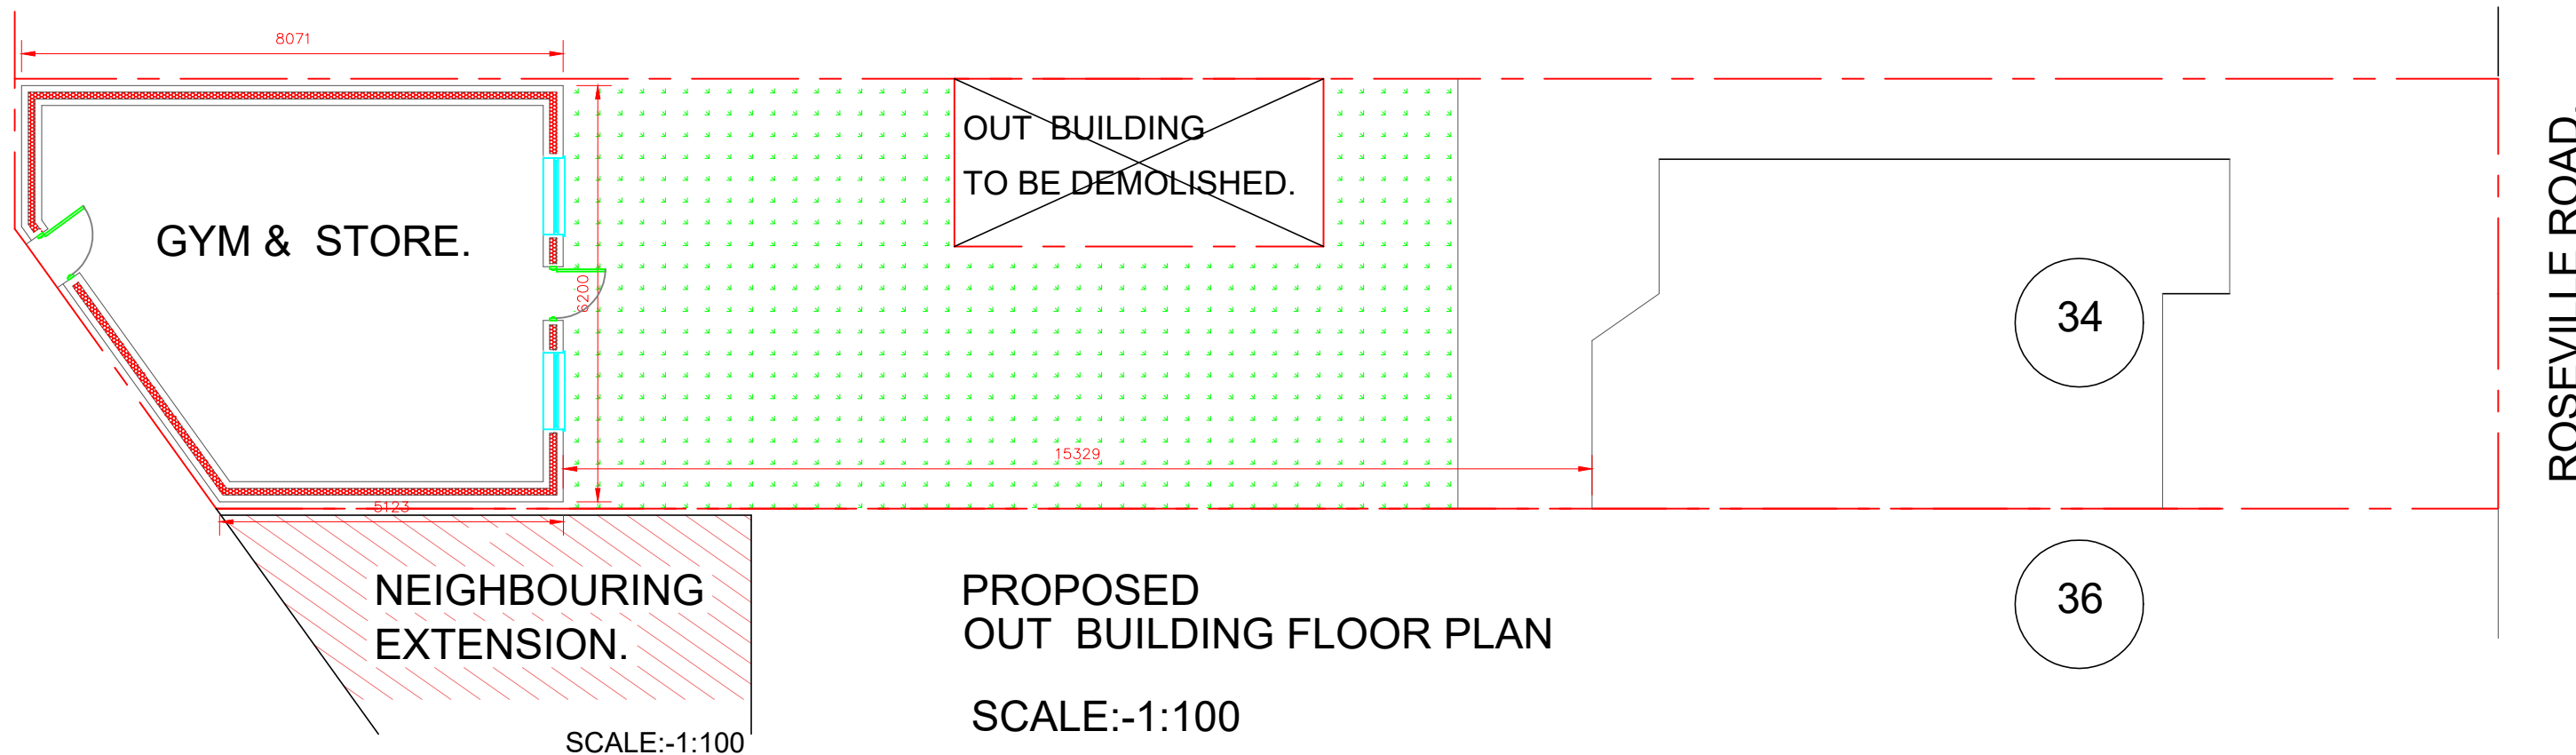 8071
OUT BUILDING
TO BE DEMOLISHED.
GYM & STORE.
6200
34
ROSEVILLE ROAD.
15329
5123
NEIGHBOURING
EXTENSION.
PROPOSED
OUT BUILDING FLOOR PLAN
36
SCALE:-1:100
SCALE:-1:100